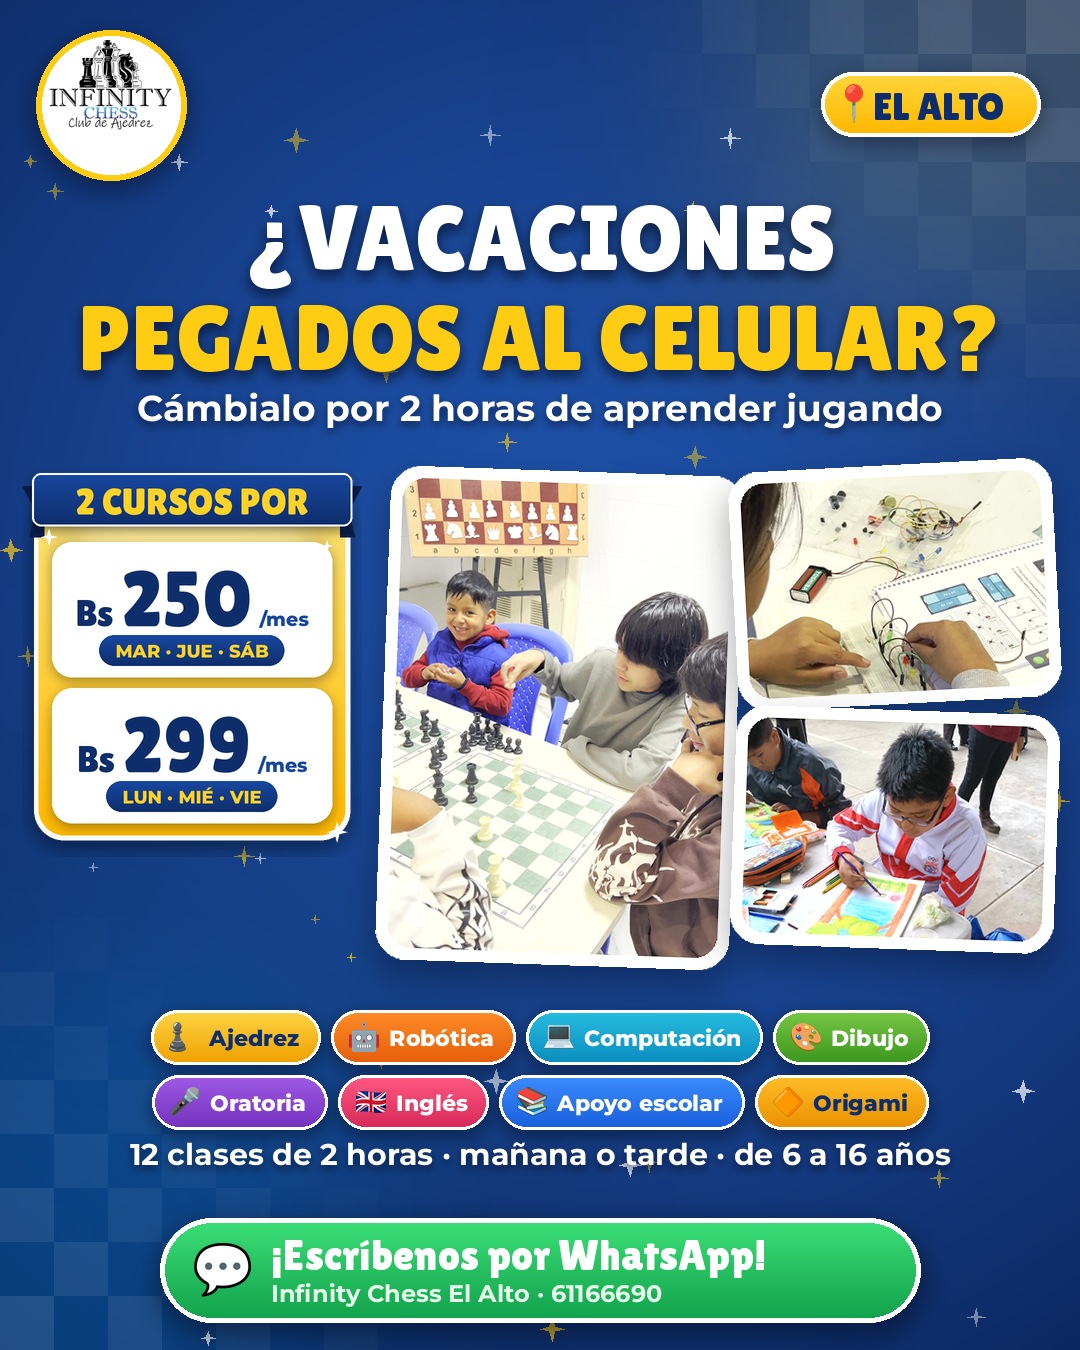 INFINITY
CHESS
Club de Ajedrez
EL ALTO
¿VACACIONES
PEGADOS AL CELULAR?
Cámbialo por 2 horas de aprender jugando
2 CURSOS POR
Bs 250 /mes
MAR · JUE · SÁB
Bs 299 /mes
LUN · MIÉ · VIE
3
2
1
a b c d e f g h
Ajedrez
Robótica
Computación
Dibujo
Oratoria
Inglés
Apoyo escolar
Origami
12 clases de 2 horas · mañana o tarde · de 6 a 16 años
¡Escríbenos por WhatsApp!
Infinity Chess El Alto · 61166690